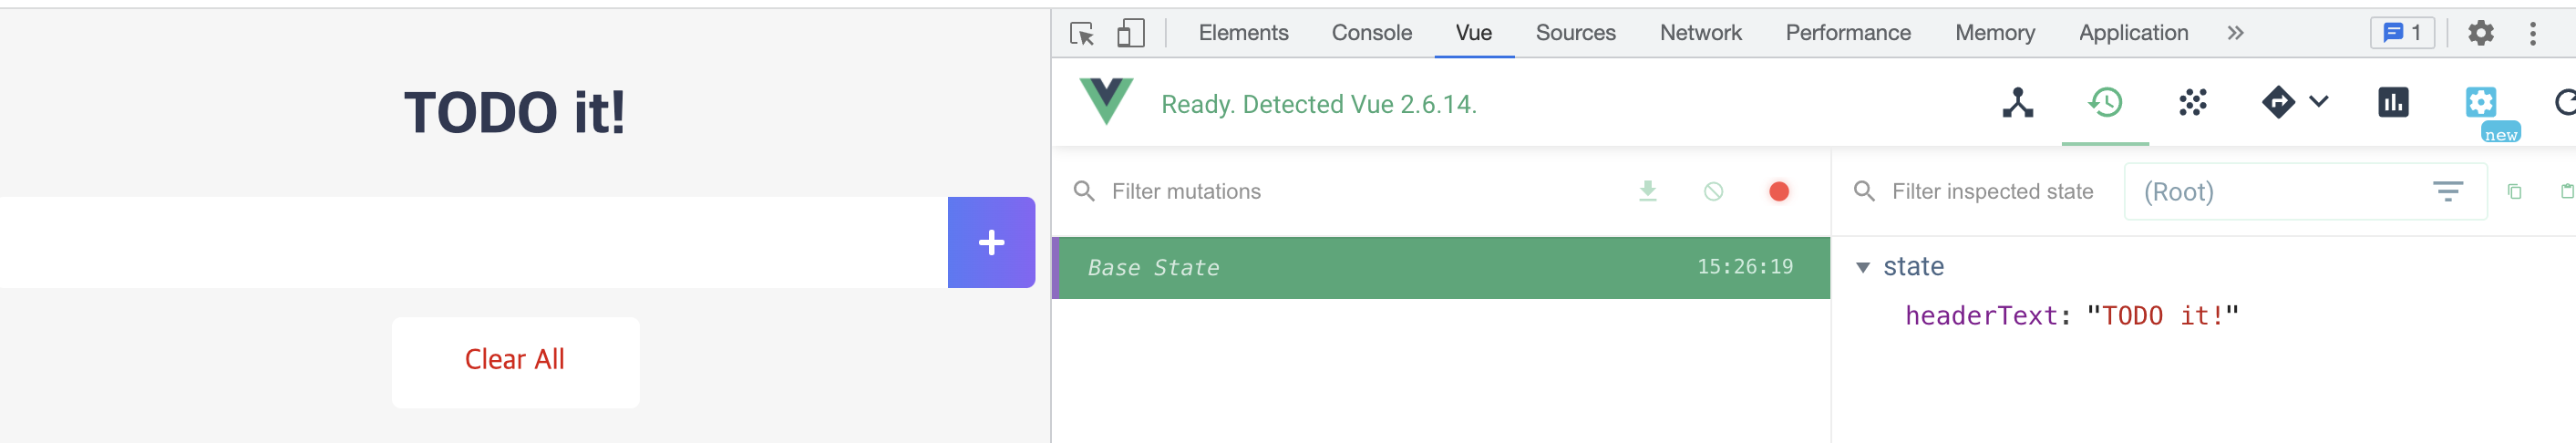 Elements Console Vue Sources Network Performance Memory Application » 1
TODO it!
Ready. Detected Vue 2.6.14.
new
Filter mutations
Filter inspected state
(Root)
+
Base State 15:26:19
state
headerText: "TODO it!"
Clear All